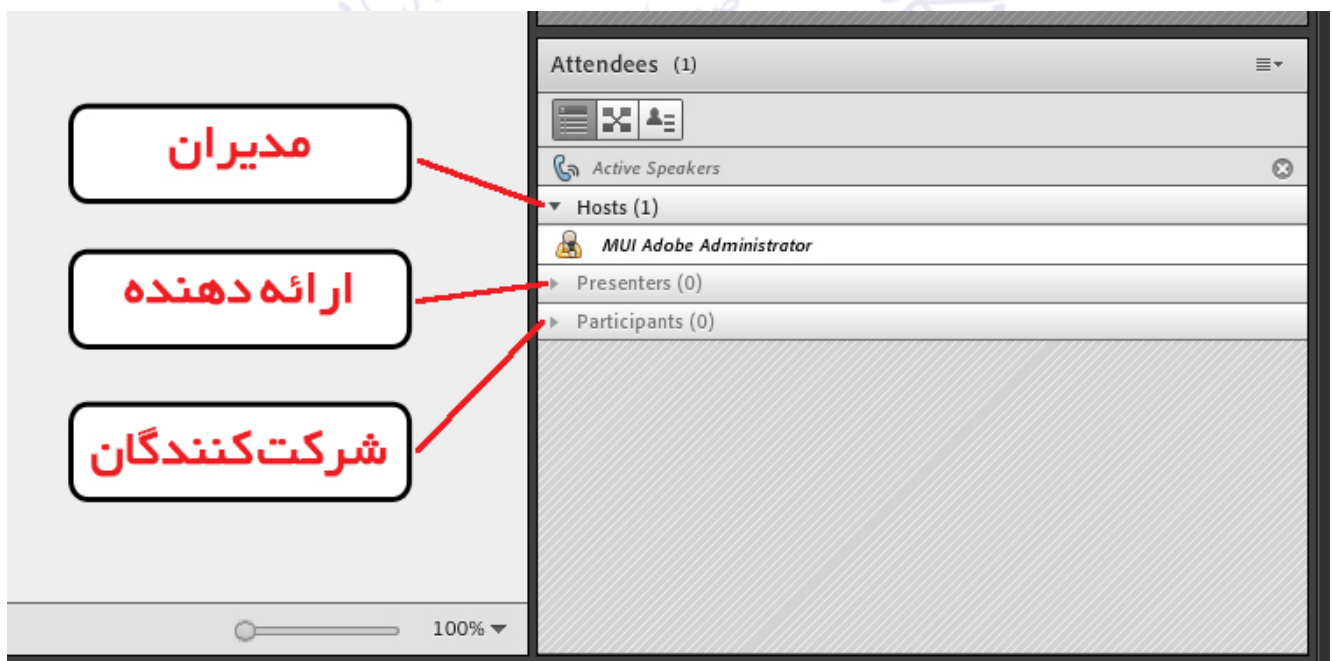 Attendees (1)
Active Speakers
مدیران
Hosts (1)
MUI Adobe Administrator
ارائه دهنده
Presenters (0)
Participants (0)
شرکت‌کنندگان
100%